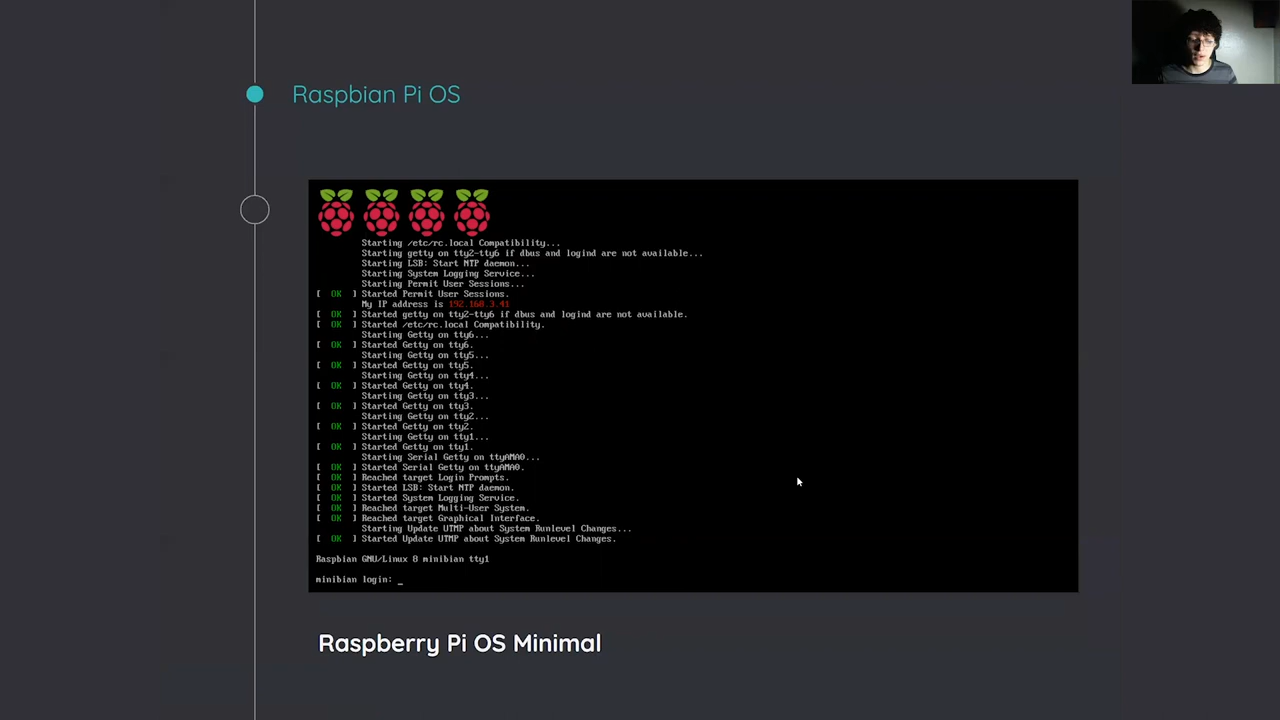 Raspbian Pi OS
Starting /etc/rc.local Compatibility...
Starting getty on tty2-tty6 if dbus and logind are not available...
Starting LSB: Start NTP daemon...
Starting System Logging Service...
Starting Permit User Sessions...
[ OK ] Started Permit User Sessions.
My IP address is 192.168.3.41
[ OK ] Started getty on tty2-tty6 if dbus and logind are not available.
[ OK ] Started /etc/rc.local Compatibility.
Starting Getty on tty6...
[ OK ] Started Getty on tty6.
Starting Getty on tty5...
[ OK ] Started Getty on tty5.
Starting Getty on tty4...
[ OK ] Started Getty on tty4.
Starting Getty on tty3...
[ OK ] Started Getty on tty3.
Starting Getty on tty2...
[ OK ] Started Getty on tty2.
Starting Getty on tty1...
[ OK ] Started Getty on tty1.
Starting Serial Getty on ttyAMA0...
[ OK ] Started Serial Getty on ttyAMA0.
[ OK ] Reached target Login Prompts.
[ OK ] Started LSB: Start NTP daemon.
[ OK ] Started System Logging Service.
[ OK ] Reached target Multi-User System.
[ OK ] Reached target Graphical Interface.
Starting Update UTMP about System Runlevel Changes...
[ OK ] Started Update UTMP about System Runlevel Changes.
Raspbian GNU/Linux 8 minibian tty1
minibian login: _
Raspberry Pi OS Minimal